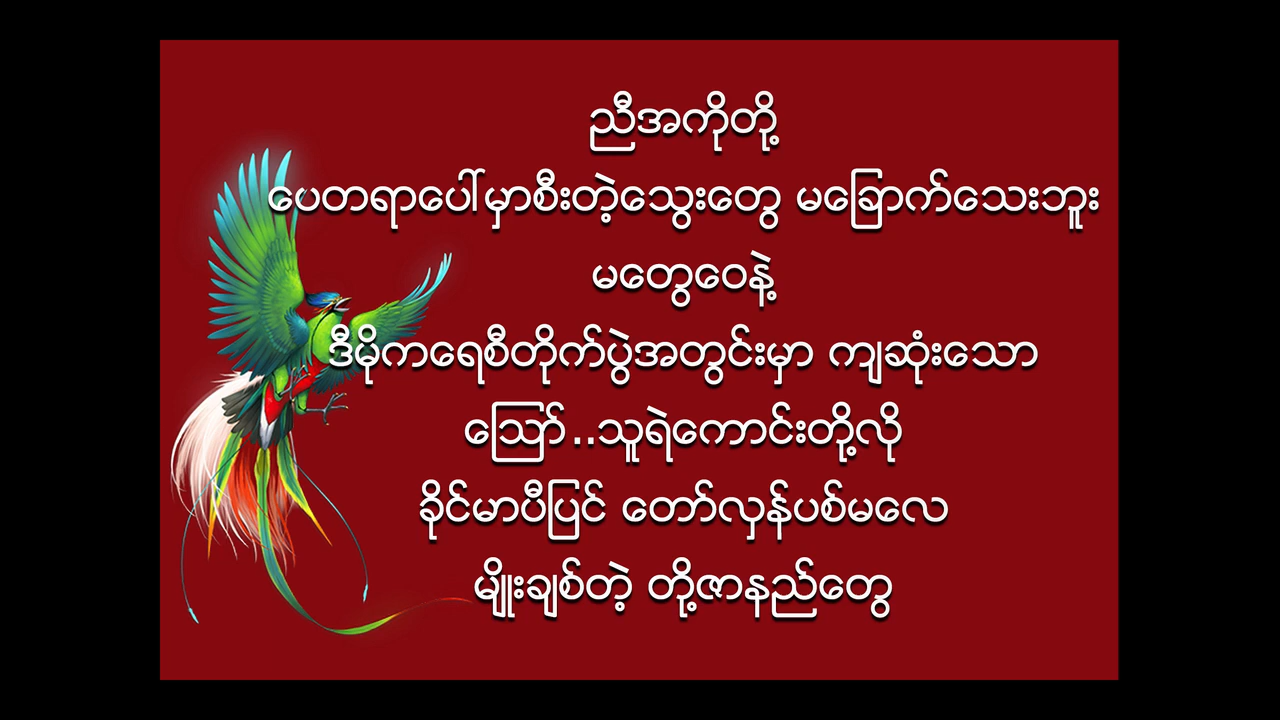 ညီအကိုတို့
ပေတရာပေါ်မှာစီးတဲ့သွေးတွေ မခြောက်သေးဘူး
မတွေဝေနဲ့
ဒီမိုကရေစီတိုက်ပွဲအတွင်းမှာ ကျဆုံးသော
ဪ..သူရဲကောင်းတို့လို
ခိုင်မာပီပြင် တော်လှန်ပစ်မလေ
မျိုးချစ်တဲ့ တို့ဇာနည်တွေ